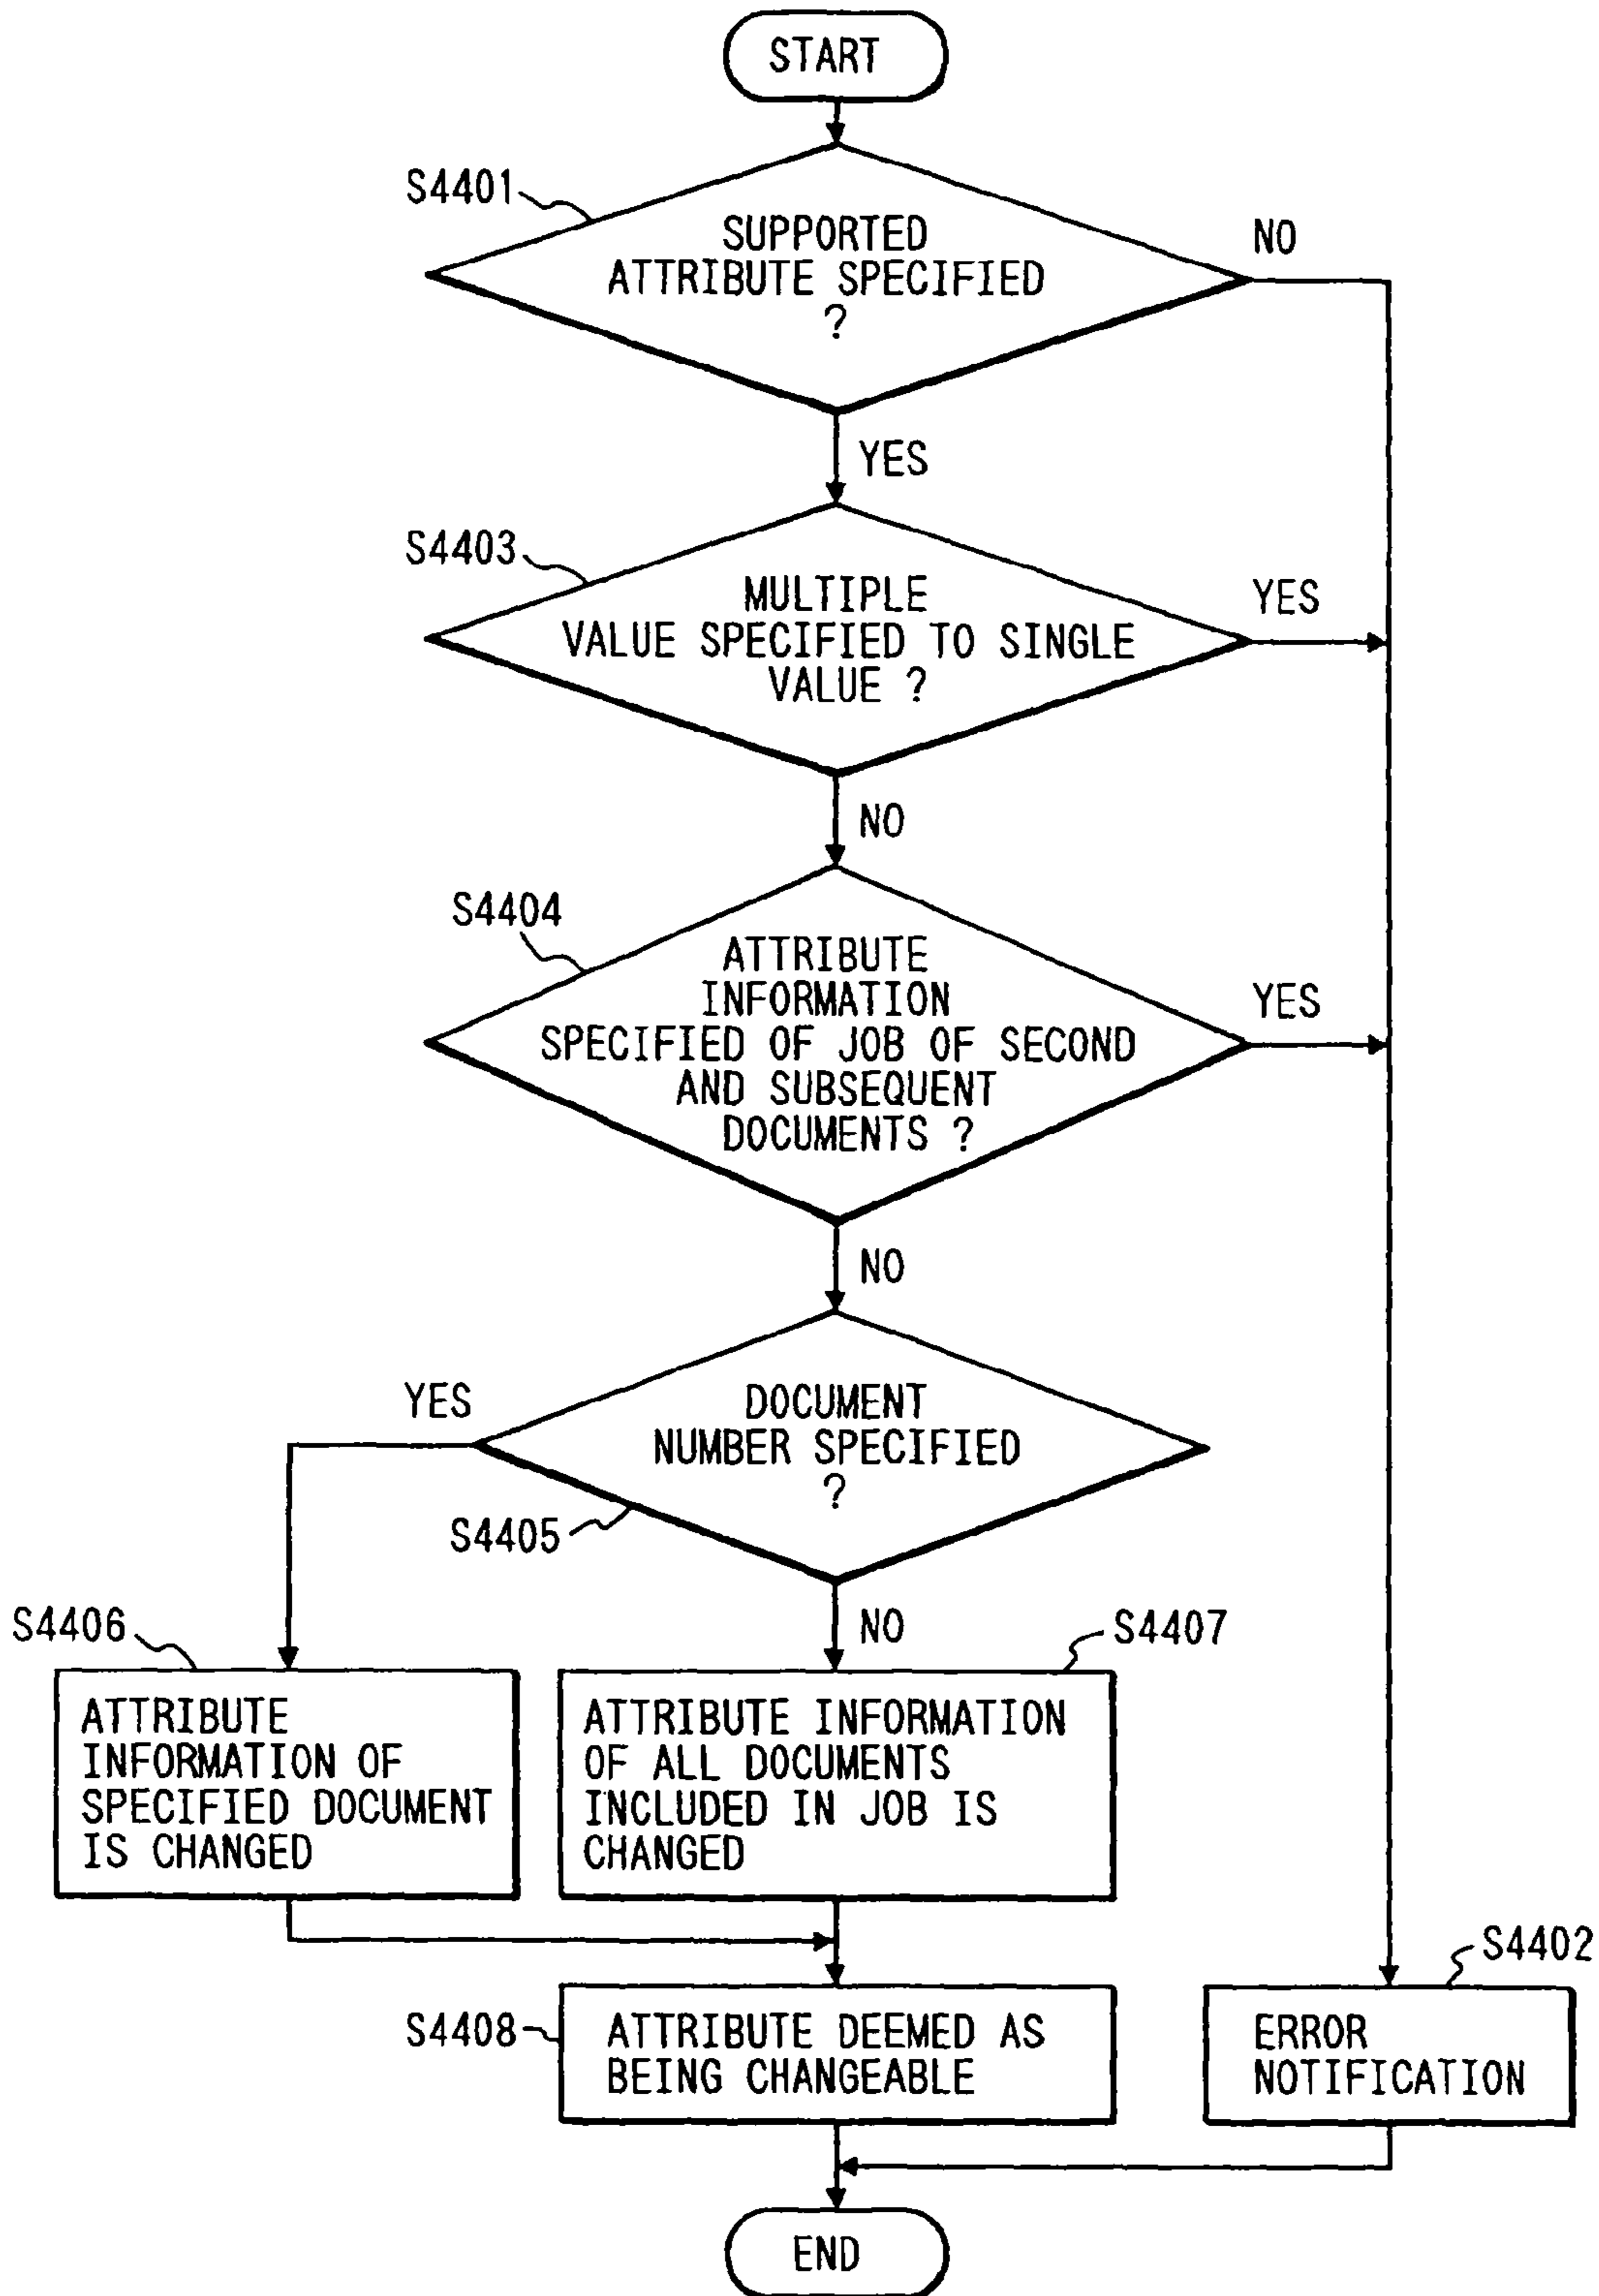 START
S4401
SUPPORTED
ATTRIBUTE SPECIFIED
?
NO
YES
S4403
MULTIPLE
VALUE SPECIFIED TO SINGLE
VALUE ?
YES
NO
S4404
ATTRIBUTE
INFORMATION
SPECIFIED OF JOB OF SECOND
AND SUBSEQUENT
DOCUMENTS ?
YES
NO
YES
DOCUMENT
NUMBER SPECIFIED
?
S4405
NO
S4406
ATTRIBUTE
INFORMATION OF
SPECIFIED DOCUMENT
IS CHANGED
S4407
ATTRIBUTE INFORMATION
OF ALL DOCUMENTS
INCLUDED IN JOB IS
CHANGED
S4408
ATTRIBUTE DEEMED AS
BEING CHANGEABLE
S4402
ERROR
NOTIFICATION
END